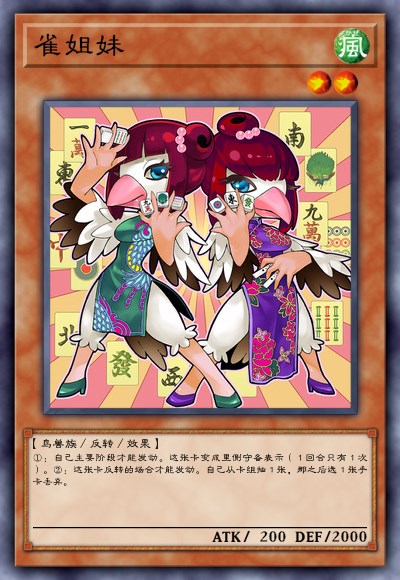 雀姐妹
風
一
萬
東
南
九
萬
北
發
西
東
發
【鸟兽族/反转/效果】
①：自己主要阶段才能发动。这张卡变成里侧守备表示（1回合只有1次
）。②：这张卡反转的场合才能发动。自己从卡组抽1张，那之后选1张手
卡丢弃。
ATK/ 200 DEF/2000